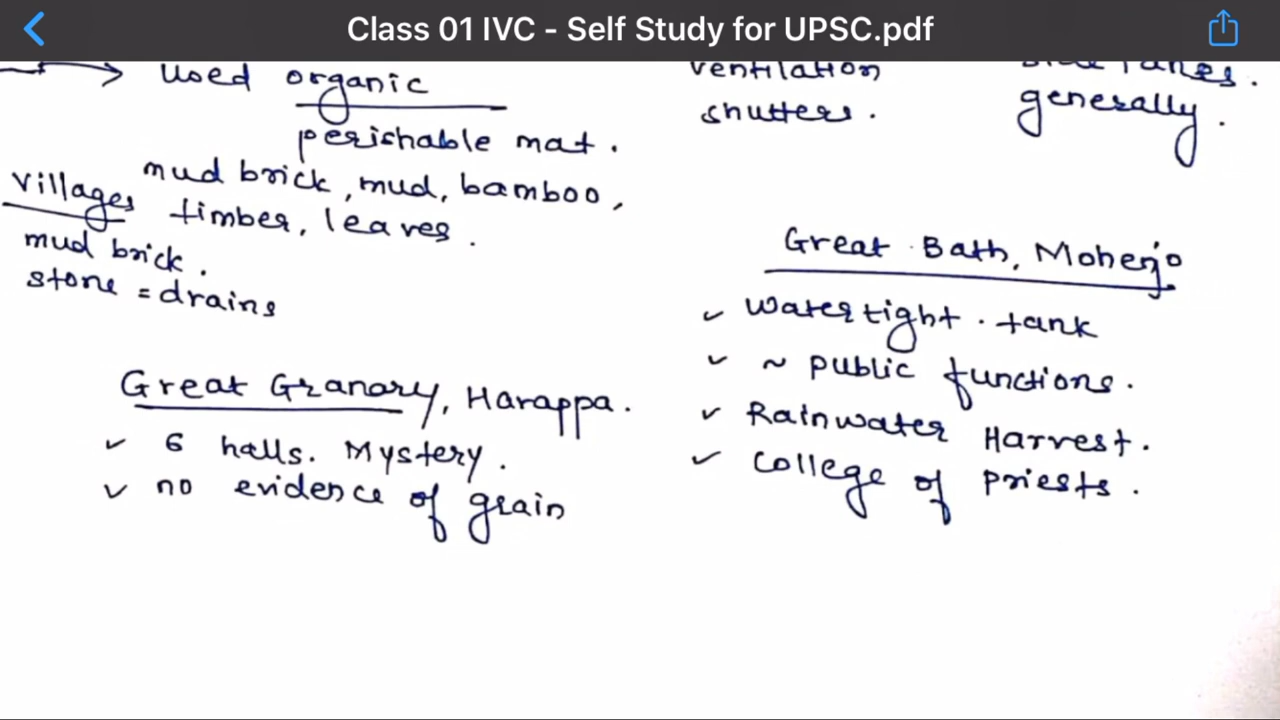 Class 01 IVC - Self Study for UPSC.pdf
used organic
perishable mat.
mud brick, mud, bamboo,
timber, leaves.
villages
mud brick.
stone = drains
ventilation
shutters.
generally.
Great Granary, Harappa.
✓ 6 halls. Mystery.
✓ no evidence of grain
Great Bath, Mohenjo
✓ Watertight. tank
✓ ~ public functions.
✓ Rainwater Harvest.
✓ College of Priests.